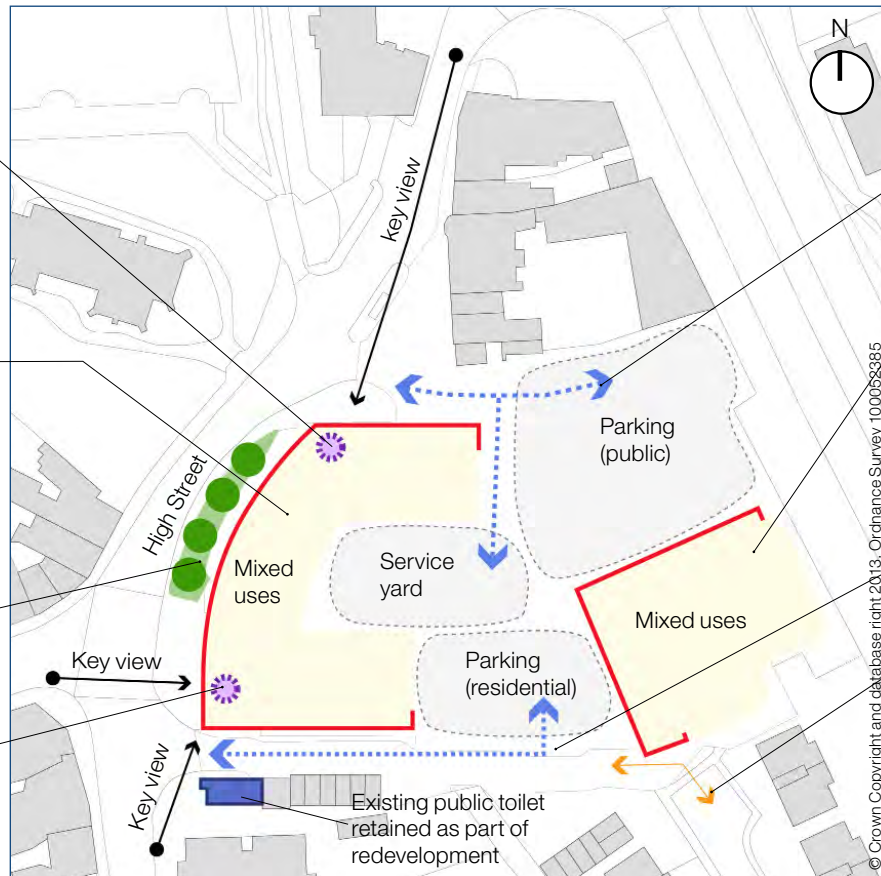 N
key view
Parking
(public)
High Street
Service
yard
Mixed
uses
Mixed uses
Key view
Parking
(residential)
Key view
Existing public toilet
retained as part of
redevelopment
© Crown Copyright and database right 2013. Ordnance Survey 100052385